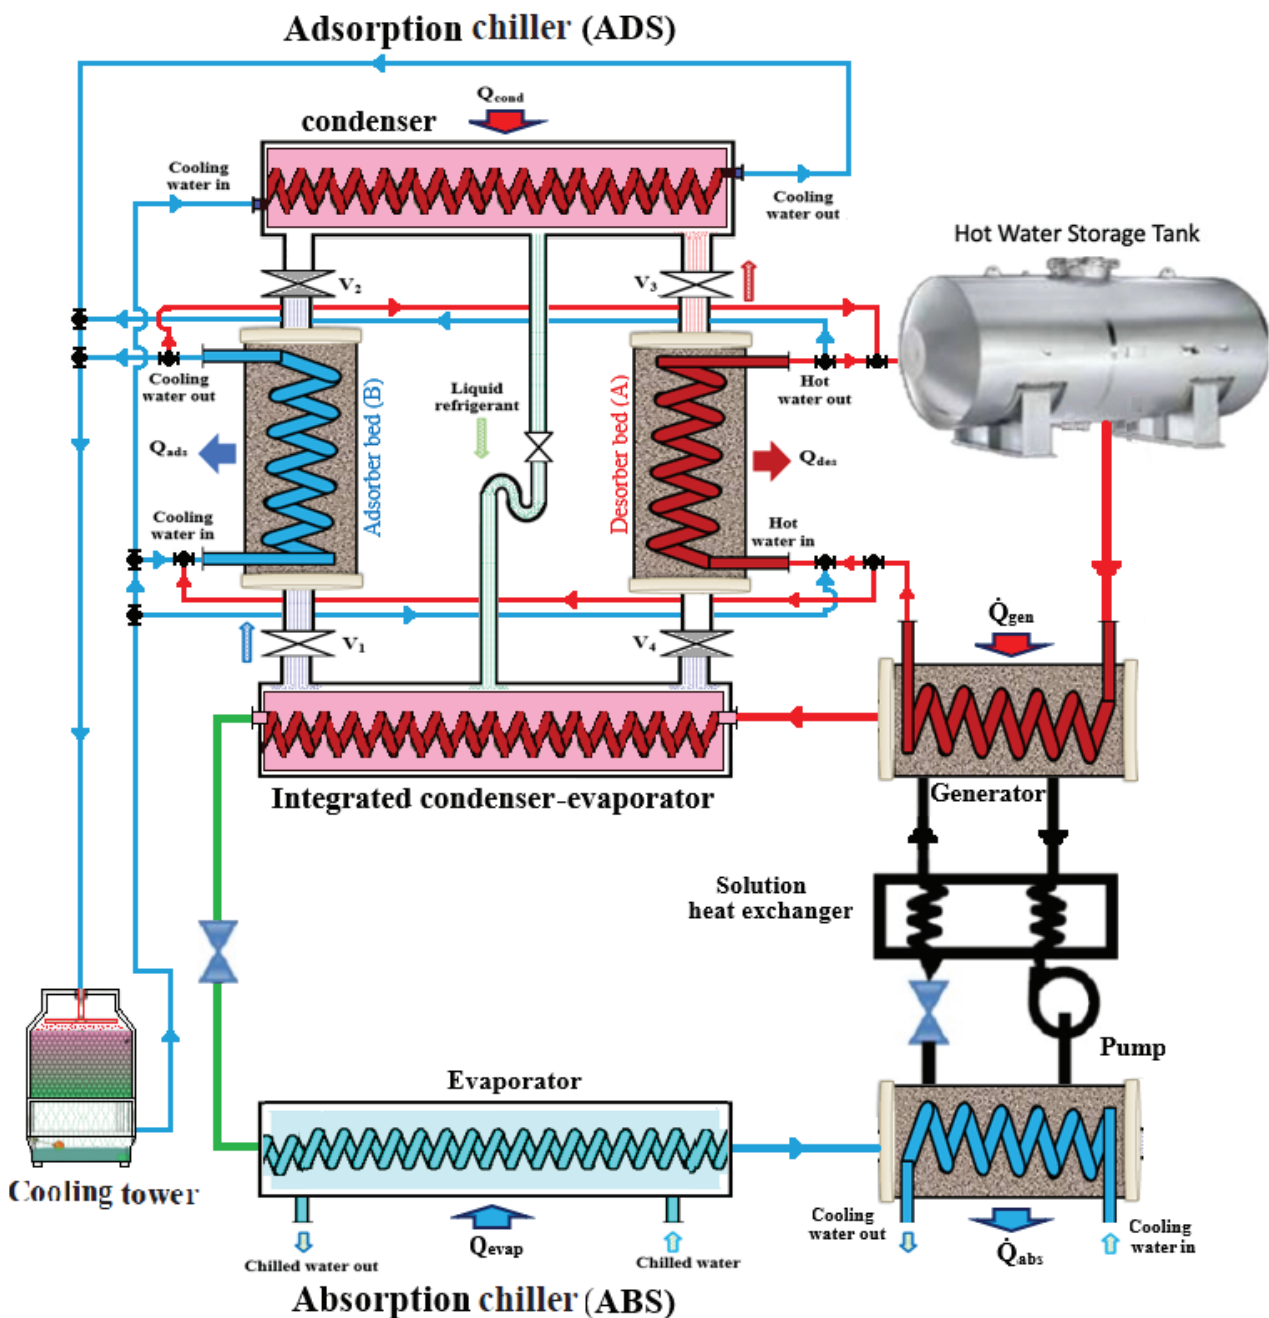 Adsorption chiller (ADS)
Qcond
condenser
Cooling
water in
Cooling
water out
Hot Water Storage Tank
V2
V3
Cooling
water out
Liquid
refrigerant
Hot
water out
Adsorber bed (B)
Desorber bed (A)
Qads
Qdes
Cooling
water in
Hot
water in
V1
V4
Q̇gen
Integrated condenser-evaporator
Generator
Solution
heat exchanger
Pump
Evaporator
Cooling tower
Qevap
Chilled water out
Chilled water
Cooling
water out
Q̇abs
Cooling
water in
Absorption chiller (ABS)